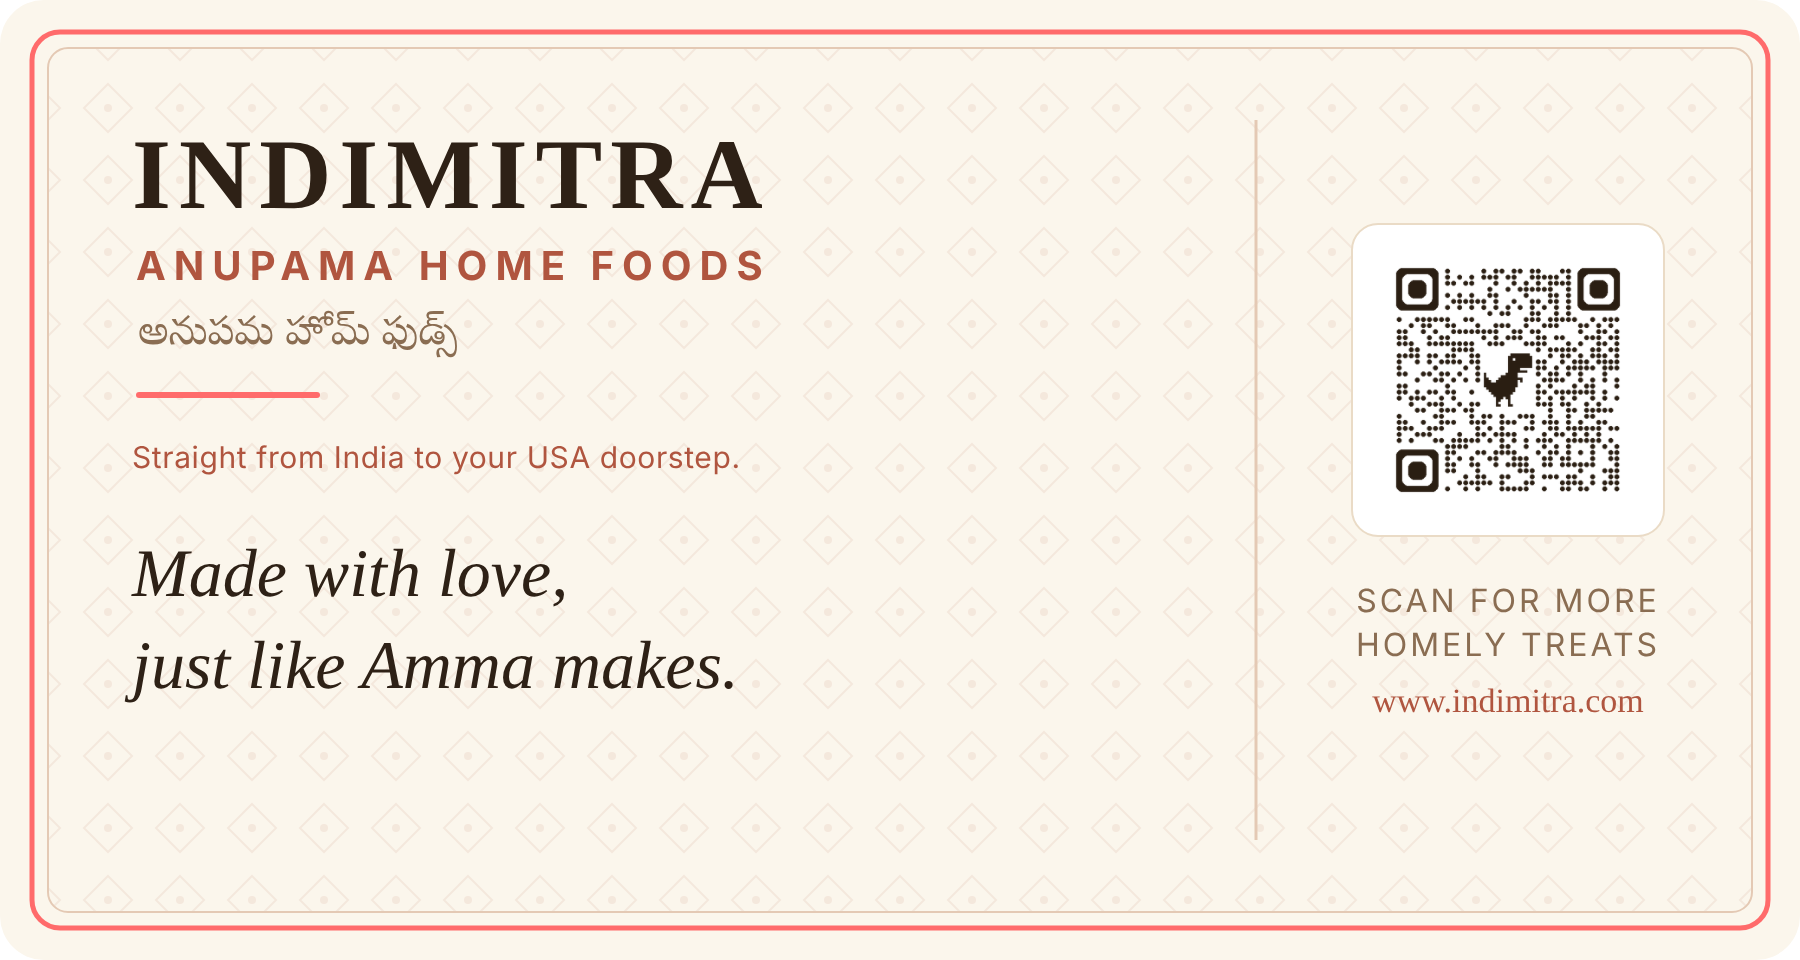 INDIMITRA
ANUPAMA HOME FOODS
అనుపమ హోమ్ ఫుడ్స్
Straight from India to your USA doorstep.
Made with love,
just like Amma makes.
SCAN FOR MORE
HOMELY TREATS
www.indimitra.com